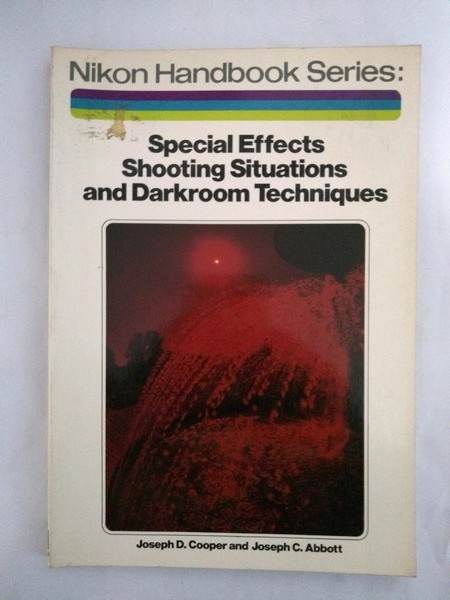 Nikon Handbook Series:
Special Effects
Shooting Situations
and Darkroom Techniques
Joseph D. Cooper and Joseph C. Abbott